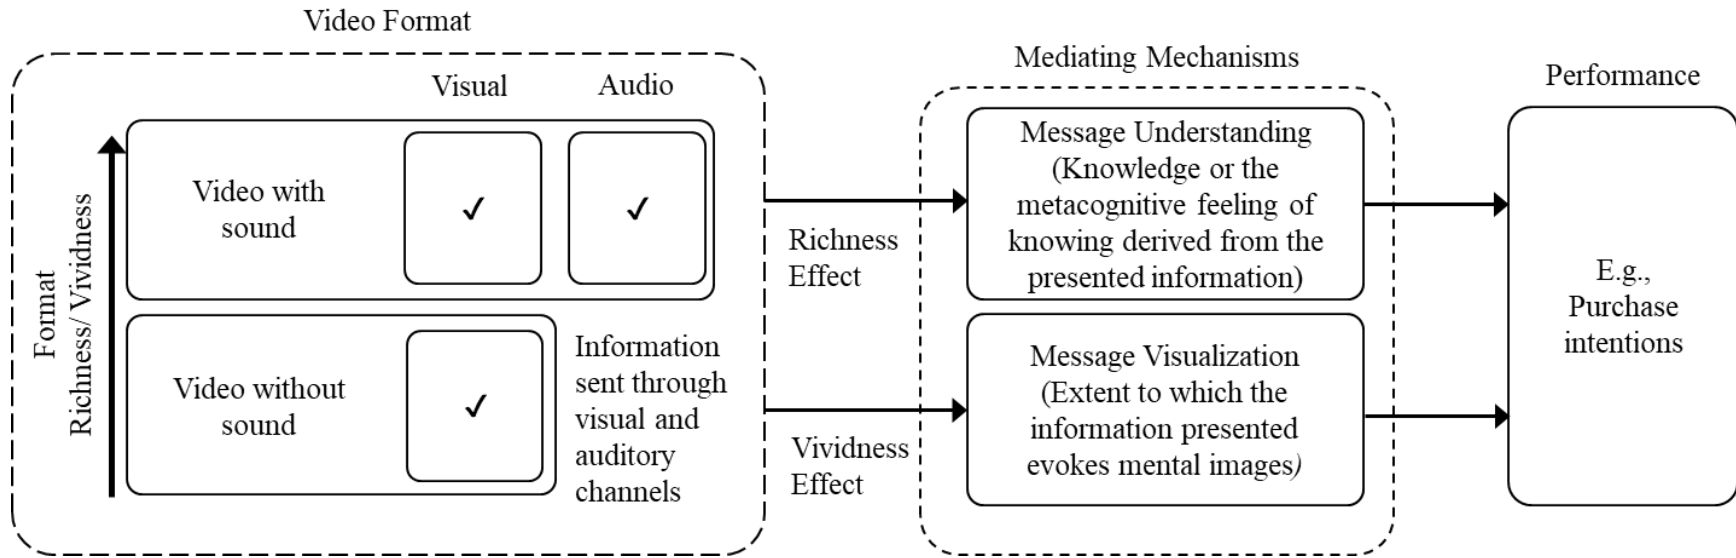 Video Format
Visual
Audio
Format
Richness/ Vividness
Video with
sound
✓
✓
Video without
sound
✓
Information
sent through
visual and
auditory
channels
Richness
Effect
Vividness
Effect
Mediating Mechanisms
Message Understanding
(Knowledge or the
metacognitive feeling of
knowing derived from the
presented information)
Message Visualization
(Extent to which the
information presented
evokes mental images)
Performance
E.g.,
Purchase
intentions